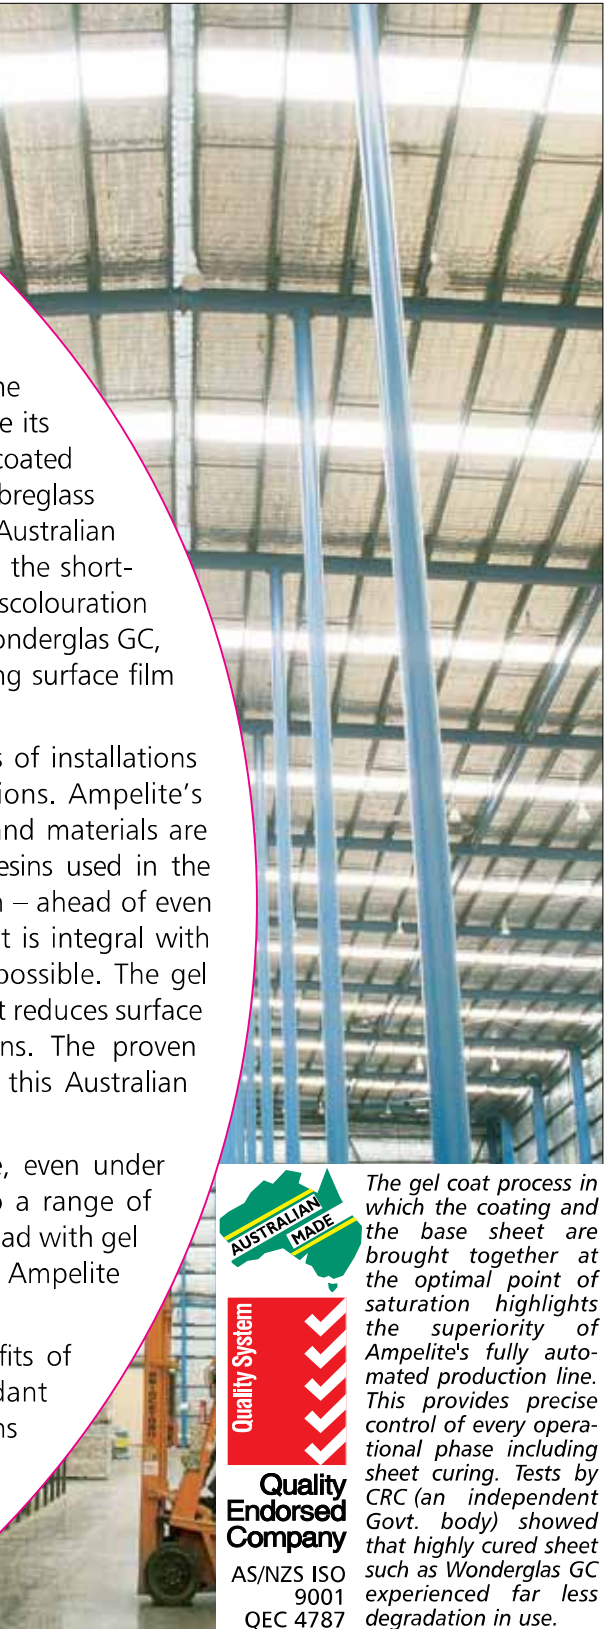 ne
e its
coated
breglass
Australian
the short-
scolouration
onderglas GC,
ng surface film
s of installations
ions. Ampelite's
and materials are
esins used in the
n – ahead of even
t is integral with
possible. The gel
t reduces surface
ns. The proven
this Australian
e, even under
o a range of
ad with gel
Ampelite
fits of
dant
ns
AUSTRALIAN
MADE
Quality System
Quality
Endorsed
Company
AS/NZS ISO
9001
QEC 4787
The gel coat process in
which the coating and
the base sheet are
brought together at
the optimal point of
saturation highlights
the superiority of
Ampelite's fully auto-
mated production line.
This provides precise
control of every opera-
tional phase including
sheet curing. Tests by
CRC (an independent
Govt. body) showed
that highly cured sheet
such as Wonderglas GC
experienced far less
degradation in use.